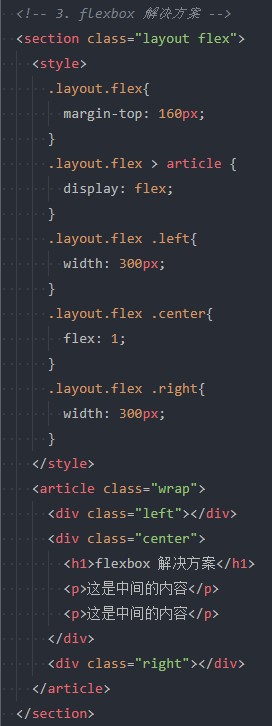 <!-- 3. flexbox 解决方案 -->
<section class="layout flex">
<style>
.layout.flex{
margin-top: 160px;
}
.layout.flex > article {
display: flex;
}
.layout.flex .left{
width: 300px;
}
.layout.flex .center{
flex: 1;
}
.layout.flex .right{
width: 300px;
}
</style>
<article class="wrap">
<div class="left"></div>
<div class="center">
<h1>flexbox 解决方案</h1>
<p>这是中间的内容</p>
<p>这是中间的内容</p>
</div>
<div class="right"></div>
</article>
</section>